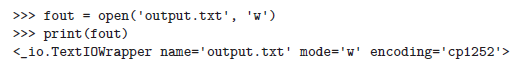 >>> fout = open('output.txt', 'w')
>>> print(fout)
<_io.TextIOWrapper name='output.txt' mode='w' encoding='cp1252'>